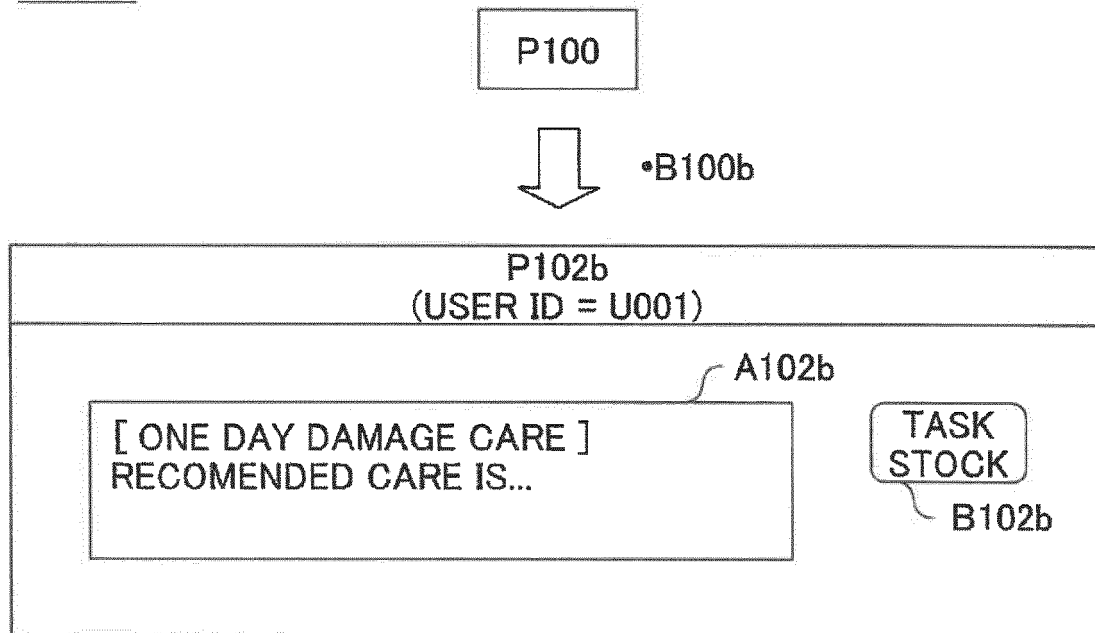 P100
•B100b
P102b
(USER ID = U001)
A102b
[ ONE DAY DAMAGE CARE ]
RECOMENDED CARE IS...
TASK
STOCK
B102b